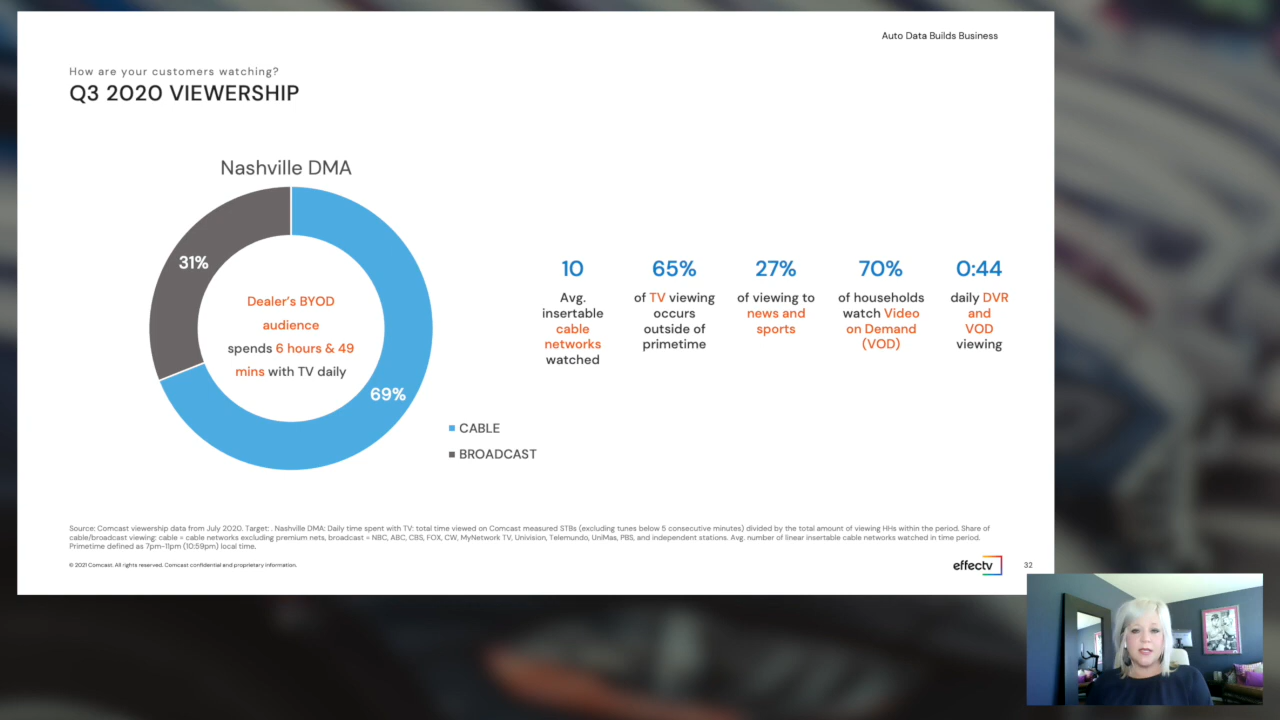 Auto Data Builds Business
How are your customers watching?
Q3 2020 VIEWERSHIP
Nashville DMA
31%
Dealer's BYOD
audience
spends 6 hours & 49
mins with TV daily
69%
CABLE
BROADCAST
10
Avg.
insertable
cable
networks
watched
65%
of TV viewing
occurs
outside of
primetime
27%
of viewing to
news and
sports
70%
of households
watch Video
on Demand
(VOD)
0:44
daily DVR
and
VOD
viewing
Source: Comcast viewership data from July 2020. Target: . Nashville DMA: Daily time spent with TV: total time viewed on Comcast measured STBs (excluding tunes below 5 consecutive minutes) divided by the total amount of viewing HHs within the period. Share of
cable/broadcast viewing: cable = cable networks excluding premium nets, broadcast = NBC, ABC, CBS, FOX, CW, MyNetwork TV, Univision, Telemundo, UniMas, PBS, and independent stations. Avg. number of linear insertable cable networks watched in time period.
Primetime defined as 7pm-11pm (10:59pm) local time.
© 2021 Comcast. All rights reserved. Comcast confidential and proprietary information.
effectv
32